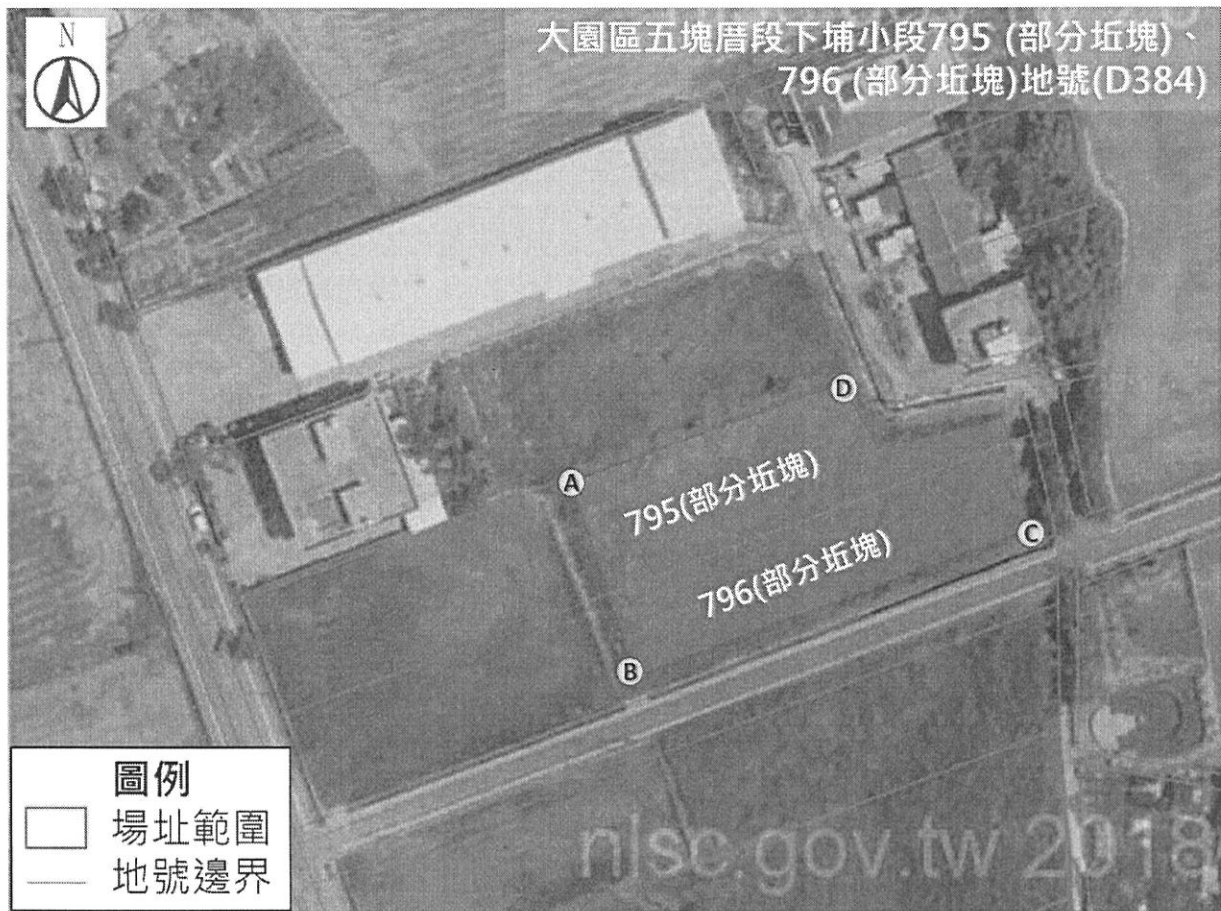 N
大園區五塊厝段下埔小段795 (部分坵塊)、
796 (部分坵塊)地號(D384)
D
A
795(部分坵塊)
C
796(部分坵塊)
B
圖例
場址範圍
地號邊界
nlsc.gov.tw 2018